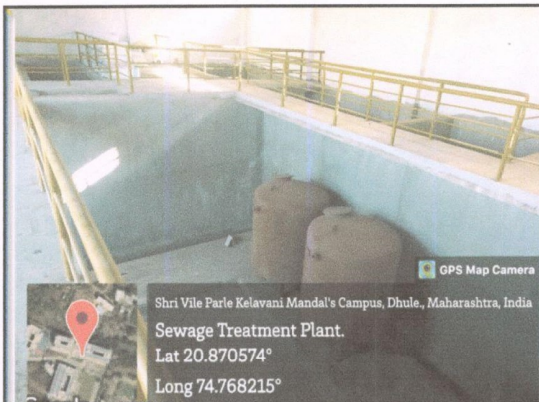 GPS Map Camera
Shri Vile Parle Kelavani Mandal's Campus, Dhule., Maharashtra, India
Sewage Treatment Plant.
Lat 20.870574°
Long 74.768215°